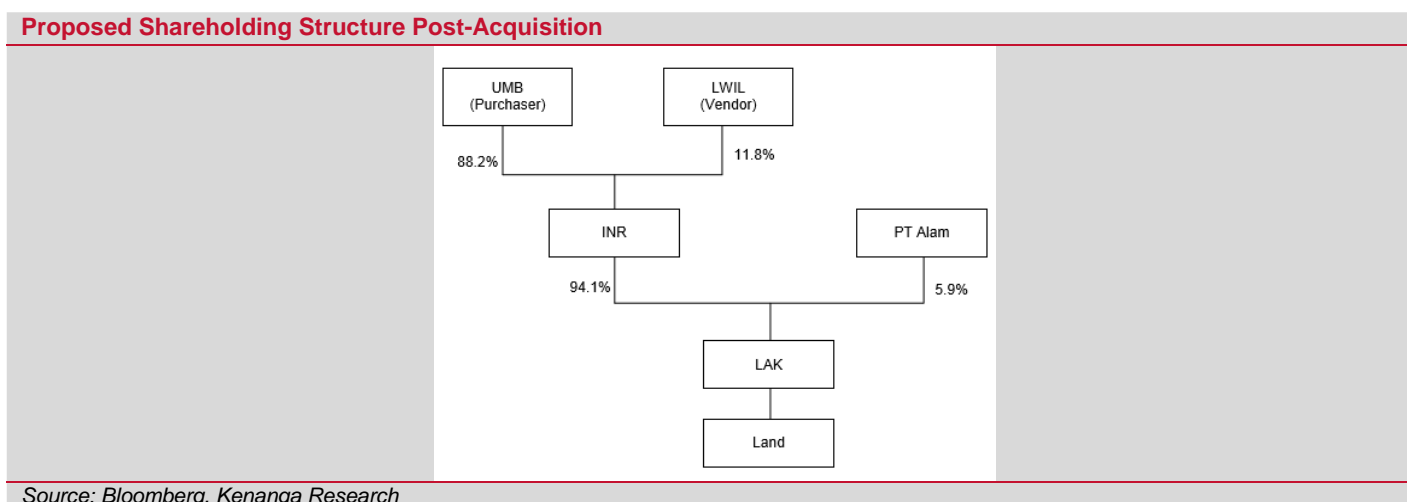 Proposed Shareholding Structure Post-Acquisition
UMB
(Purchaser)
LWIL
(Vendor)
88.2%
11.8%
INR
PT Alam
94.1%
5.9%
LAK
Land
Source: Bloomberg, Kenanga Research